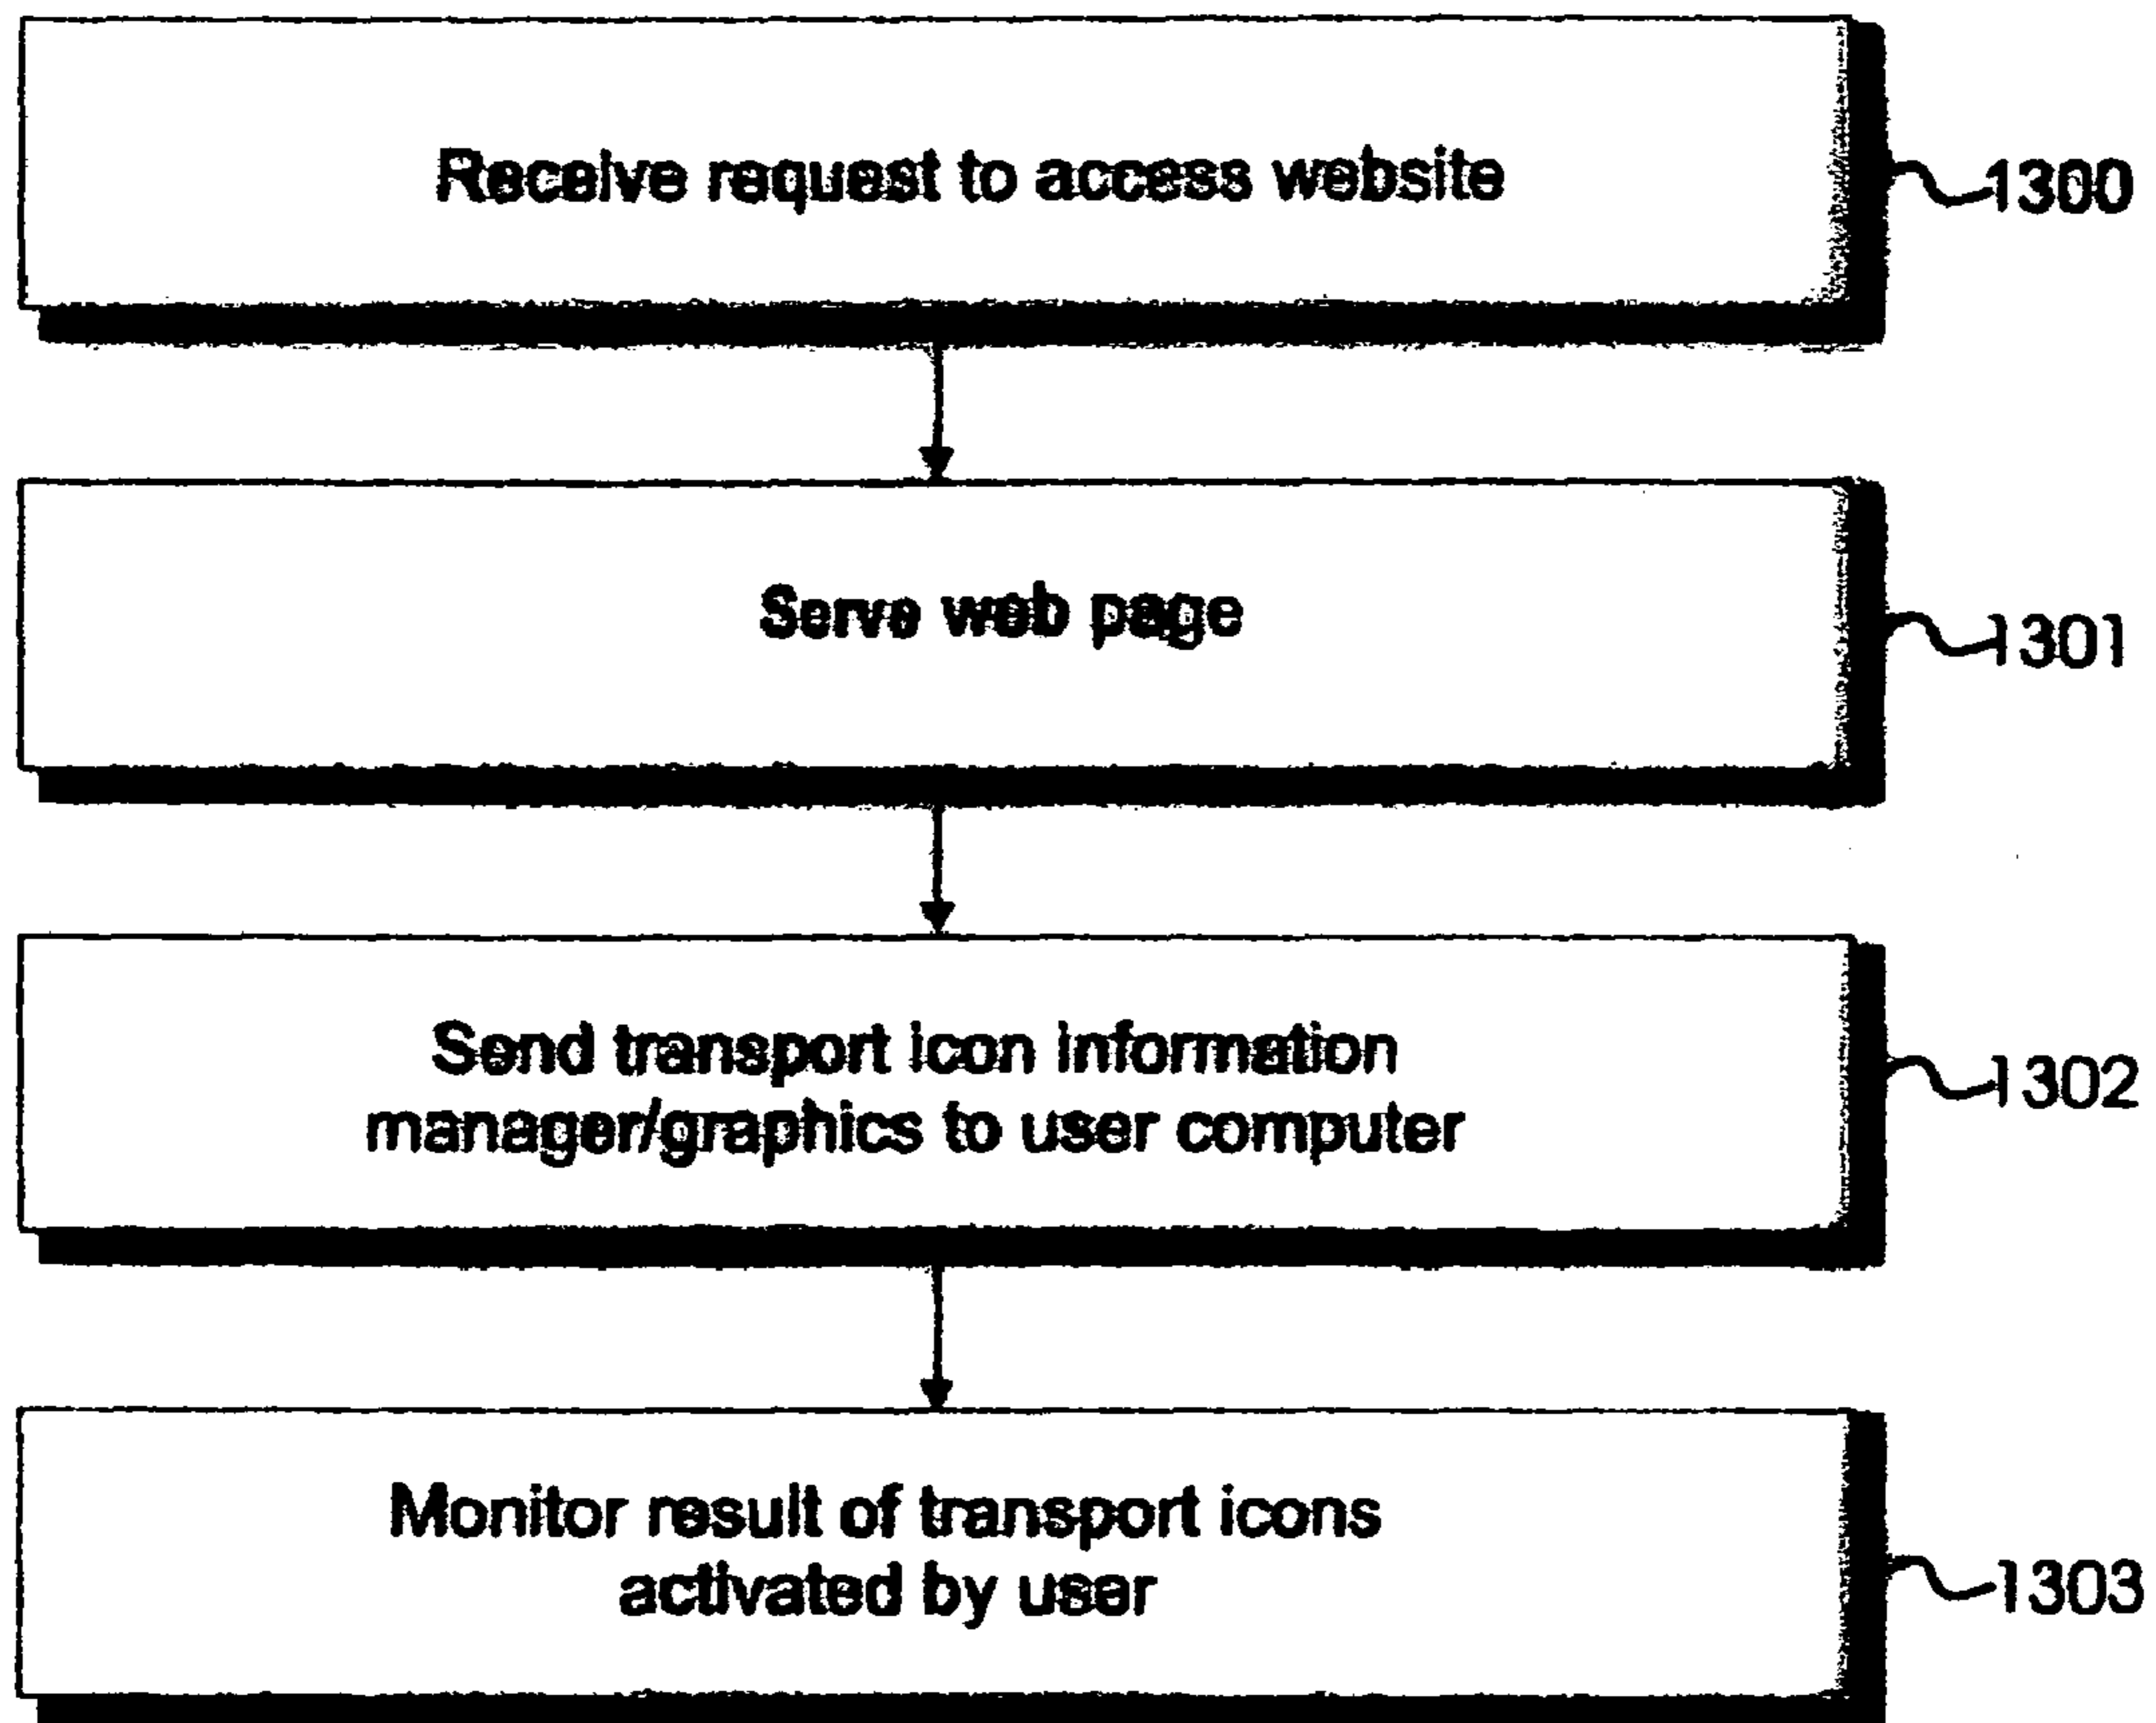 Receive request to access website
1300
Serve web page
1301
Send transport icon information
manager/graphics to user computer
1302
Monitor result of transport icons
activated by user
1303